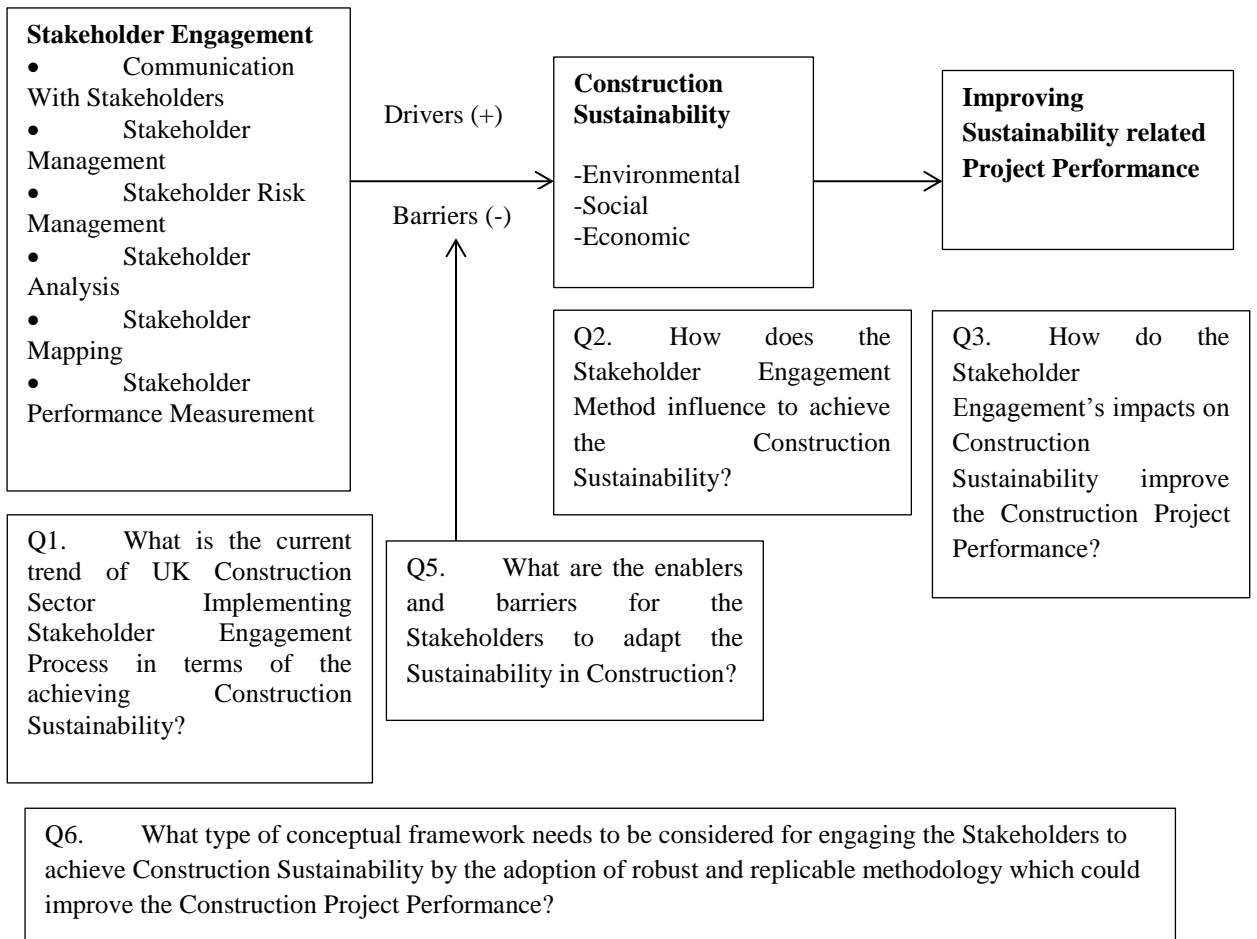 Stakeholder Engagement
• Communication
With Stakeholders
• Stakeholder
Management
• Stakeholder Risk
Management
• Stakeholder
Analysis
• Stakeholder
Mapping
• Stakeholder
Performance Measurement
Drivers (+)
Barriers (-)
Construction
Sustainability
-Environmental
-Social
-Economic
Improving
Sustainability related
Project Performance
Q1. What is the current
trend of UK Construction
Sector Implementing
Stakeholder Engagement
Process in terms of the
achieving Construction
Sustainability?
Q5. What are the enablers
and barriers for the
Stakeholders to adapt the
Sustainability in Construction?
Q2. How does the
Stakeholder Engagement
Method influence to achieve
the Construction
Sustainability?
Q3. How do the
Stakeholder
Engagement’s impacts on
Construction
Sustainability improve
the Construction Project
Performance?
Q6. What type of conceptual framework needs to be considered for engaging the Stakeholders to
achieve Construction Sustainability by the adoption of robust and replicable methodology which could
improve the Construction Project Performance?